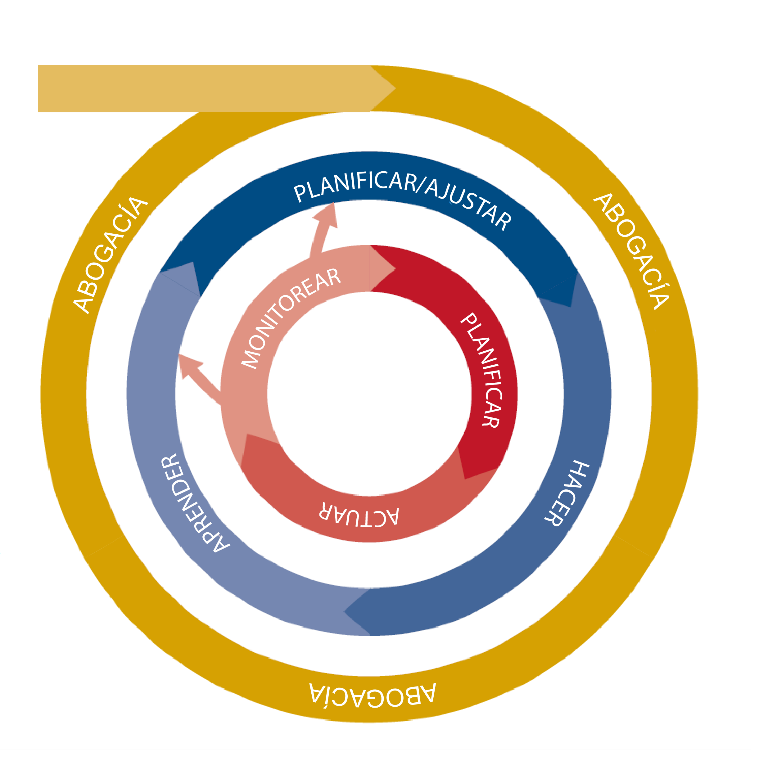 ABOGACÍA
ABOGACÍA
ABOGACÍA
PLANIFICAR/AJUSTAR
HACER
APRENDER
PLANIFICAR
ACTUAR
MONITOREAR